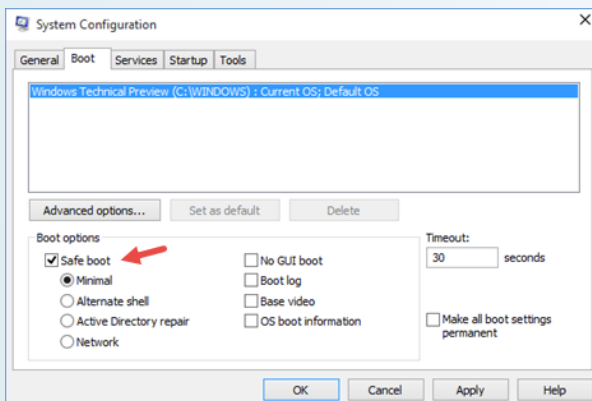 System Configuration
General Boot Services Startup Tools
Windows Technical Preview (C:\WINDOWS) : Current OS; Default OS
Advanced options... Set as default Delete
Boot options
Timeout:
Safe boot
No GUI boot
30 seconds
Minimal
Boot log
Alternate shell
Base video
Active Directory repair
OS boot information
Make all boot settings
permanent
Network
OK Cancel Apply Help